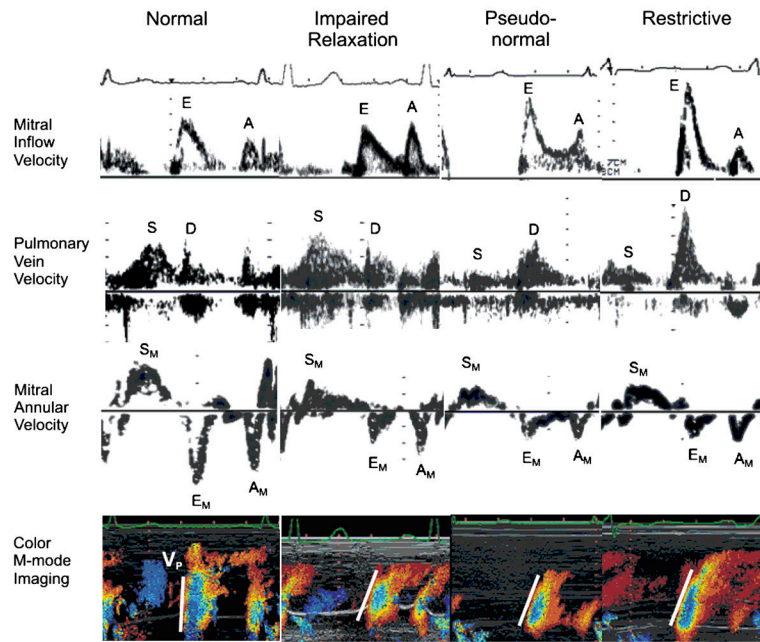 Normal
Impaired
Relaxation
Pseudo-
normal
Restrictive
Mitral
Inflow
Velocity
E
A
E
A
E
A
E
A
Pulmonary
Vein
Velocity
S
D
S
D
S
D
S
D
Mitral
Annular
Velocity
SM
EM
AM
SM
EM
AM
SM
EM
AM
SM
EM
AM
Color
M-mode
Imaging
VP